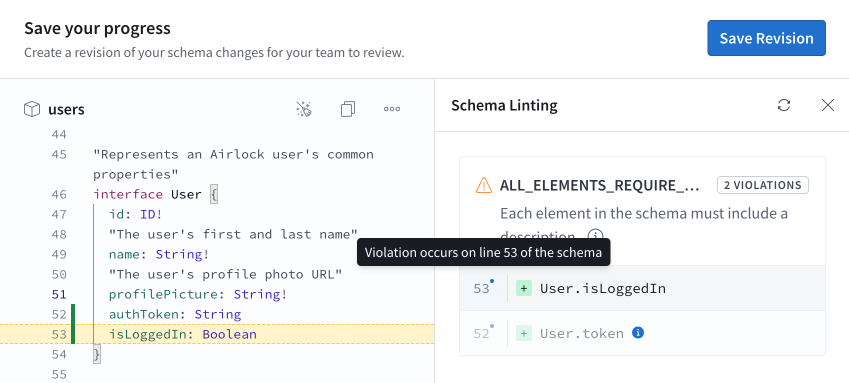 Save your progress
Create a revision of your schema changes for your team to review.
Save Revision
users
44
45 "Represents an Airlock user's common
properties"
46 interface User {
47 id: ID!
48 "The user's first and last name"
49 name: String!
50 "The user's profile photo URL"
51 profilePicture: String!
52 authToken: String
53 isLoggedIn: Boolean
54 }
55
Schema Linting
ALL_ELEMENTS_REQUIRE_... 2 VIOLATIONS
Each element in the schema must include a
description.
Violation occurs on line 53 of the schema
53 + User.isLoggedIn
52 + User.token